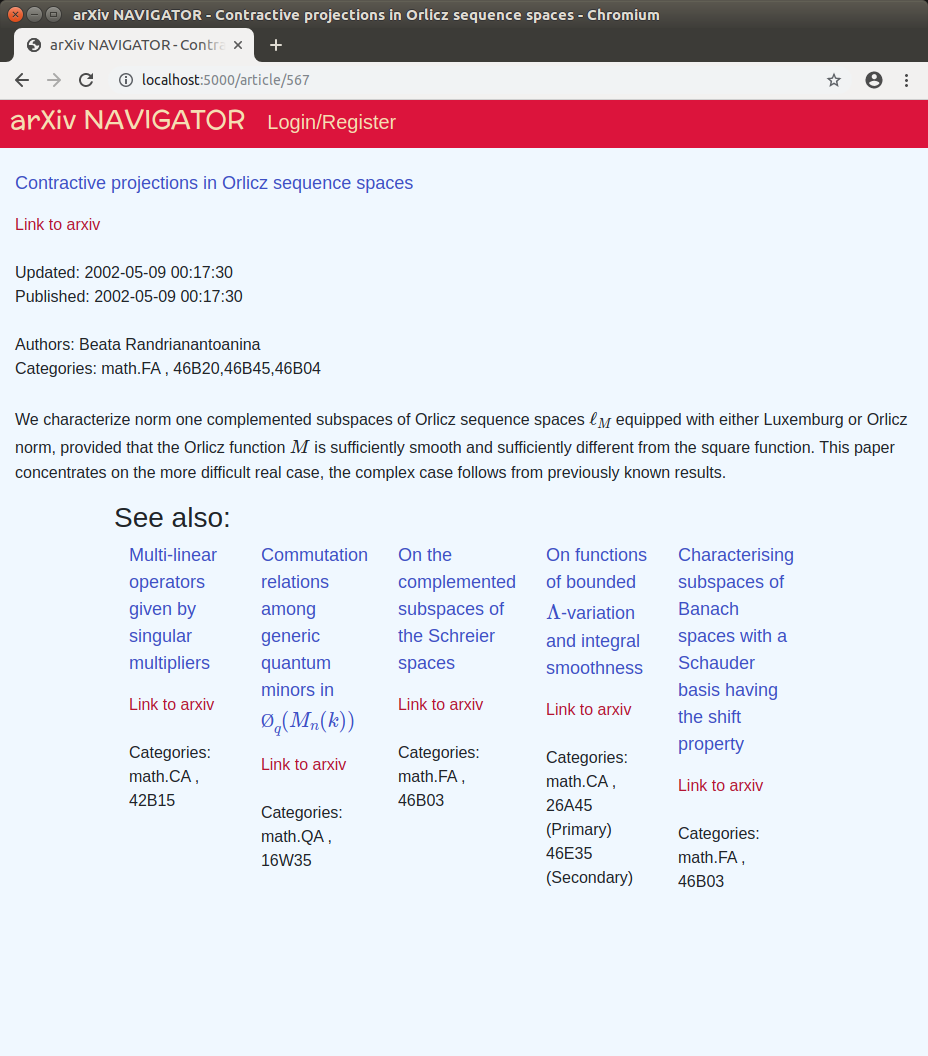 arXiv NAVIGATOR - Contractive projections in Orlicz sequence spaces - Chromium
arXiv NAVIGATOR - Contra
localhost:5000/article/567
arXiv NAVIGATOR Login/Register
Contractive projections in Orlicz sequence spaces
Link to arxiv
Updated: 2002-05-09 00:17:30
Published: 2002-05-09 00:17:30
Authors: Beata Randrianantoanina
Categories: math.FA , 46B20,46B45,46B04
We characterize norm one complemented subspaces of Orlicz sequence spaces ℓ_M equipped with either Luxemburg or Orlicz
norm, provided that the Orlicz function M is sufficiently smooth and sufficiently different from the square function. This paper
concentrates on the more difficult real case, the complex case follows from previously known results.
See also:
Multi-linear
operators
given by
singular
multipliers
Link to arxiv
Categories:
math.CA ,
42B15
Commutation
relations
among
generic
quantum
minors in
Ø_q(M_n(k))
Link to arxiv
Categories:
math.QA ,
16W35
On the
complemented
subspaces of
the Schreier
spaces
Link to arxiv
Categories:
math.FA ,
46B03
On functions
of bounded
Λ-variation
and integral
smoothness
Link to arxiv
Categories:
math.CA ,
26A45
(Primary)
46E35
(Secondary)
Characterising
subspaces of
Banach
spaces with a
Schauder
basis having
the shift
property
Link to arxiv
Categories:
math.FA ,
46B03